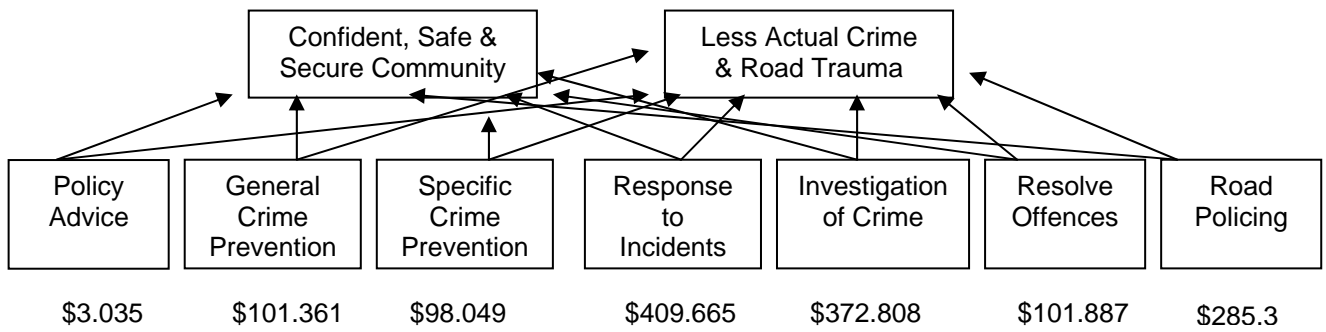 Confident, Safe &
Secure Community
Less Actual Crime
& Road Trauma
Policy
Advice
General
Crime
Prevention
Specific
Crime
Prevention
Response
to
Incidents
Investigation
of Crime
Resolve
Offences
Road
Policing
$3.035
$101.361
$98.049
$409.665
$372.808
$101.887
$285.3